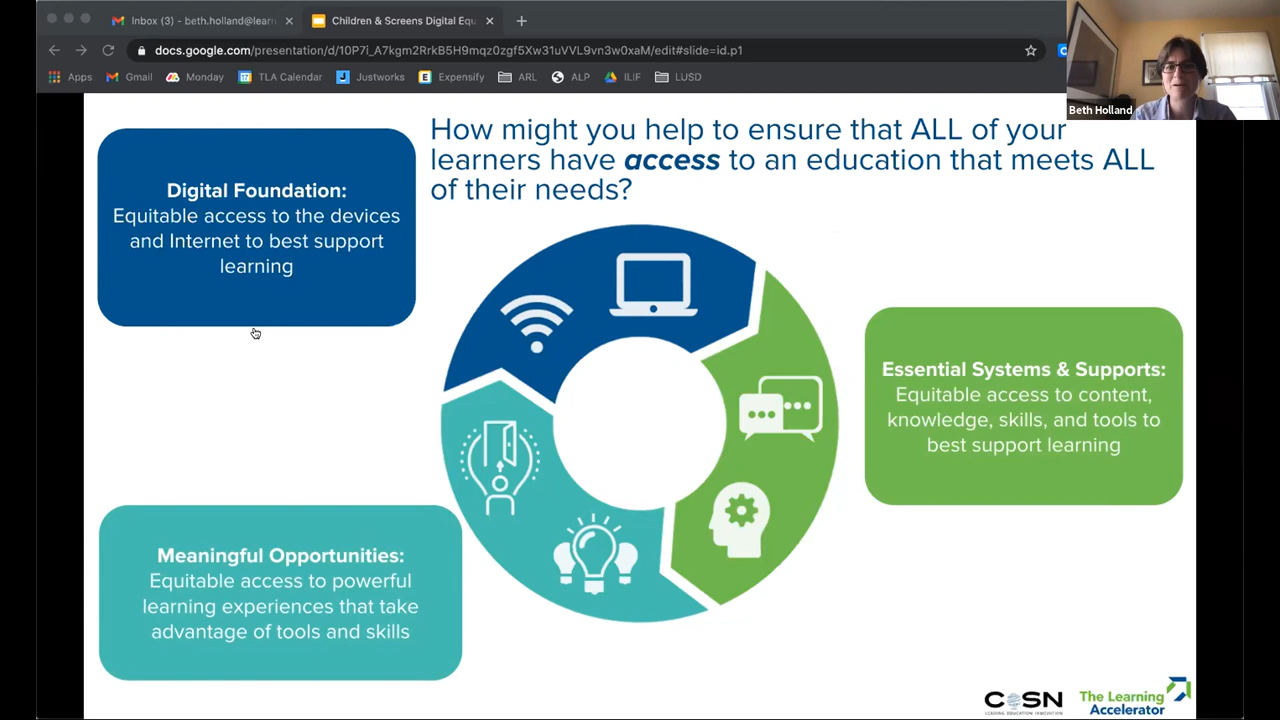 Inbox (3) - beth.holland@learn
Children & Screens Digital Equ
docs.google.com/presentation/d/10P7i_A7kgm2RrkB5H9mqz0zgf5Xw31uVVL9vn3w0xaM/edit#slide=id.p1
Apps Gmail Monday TLA Calendar Justworks Expensify ARL ALP ILIF LUSD
Beth Holland
How might you help to ensure that ALL of your
learners have access to an education that meets ALL
of their needs?
Digital Foundation:
Equitable access to the devices
and Internet to best support
learning
Essential Systems & Supports:
Equitable access to content,
knowledge, skills, and tools to
best support learning
Meaningful Opportunities:
Equitable access to powerful
learning experiences that take
advantage of tools and skills
COSN
LEADING EDUCATION INNOVATION
The Learning
Accelerator